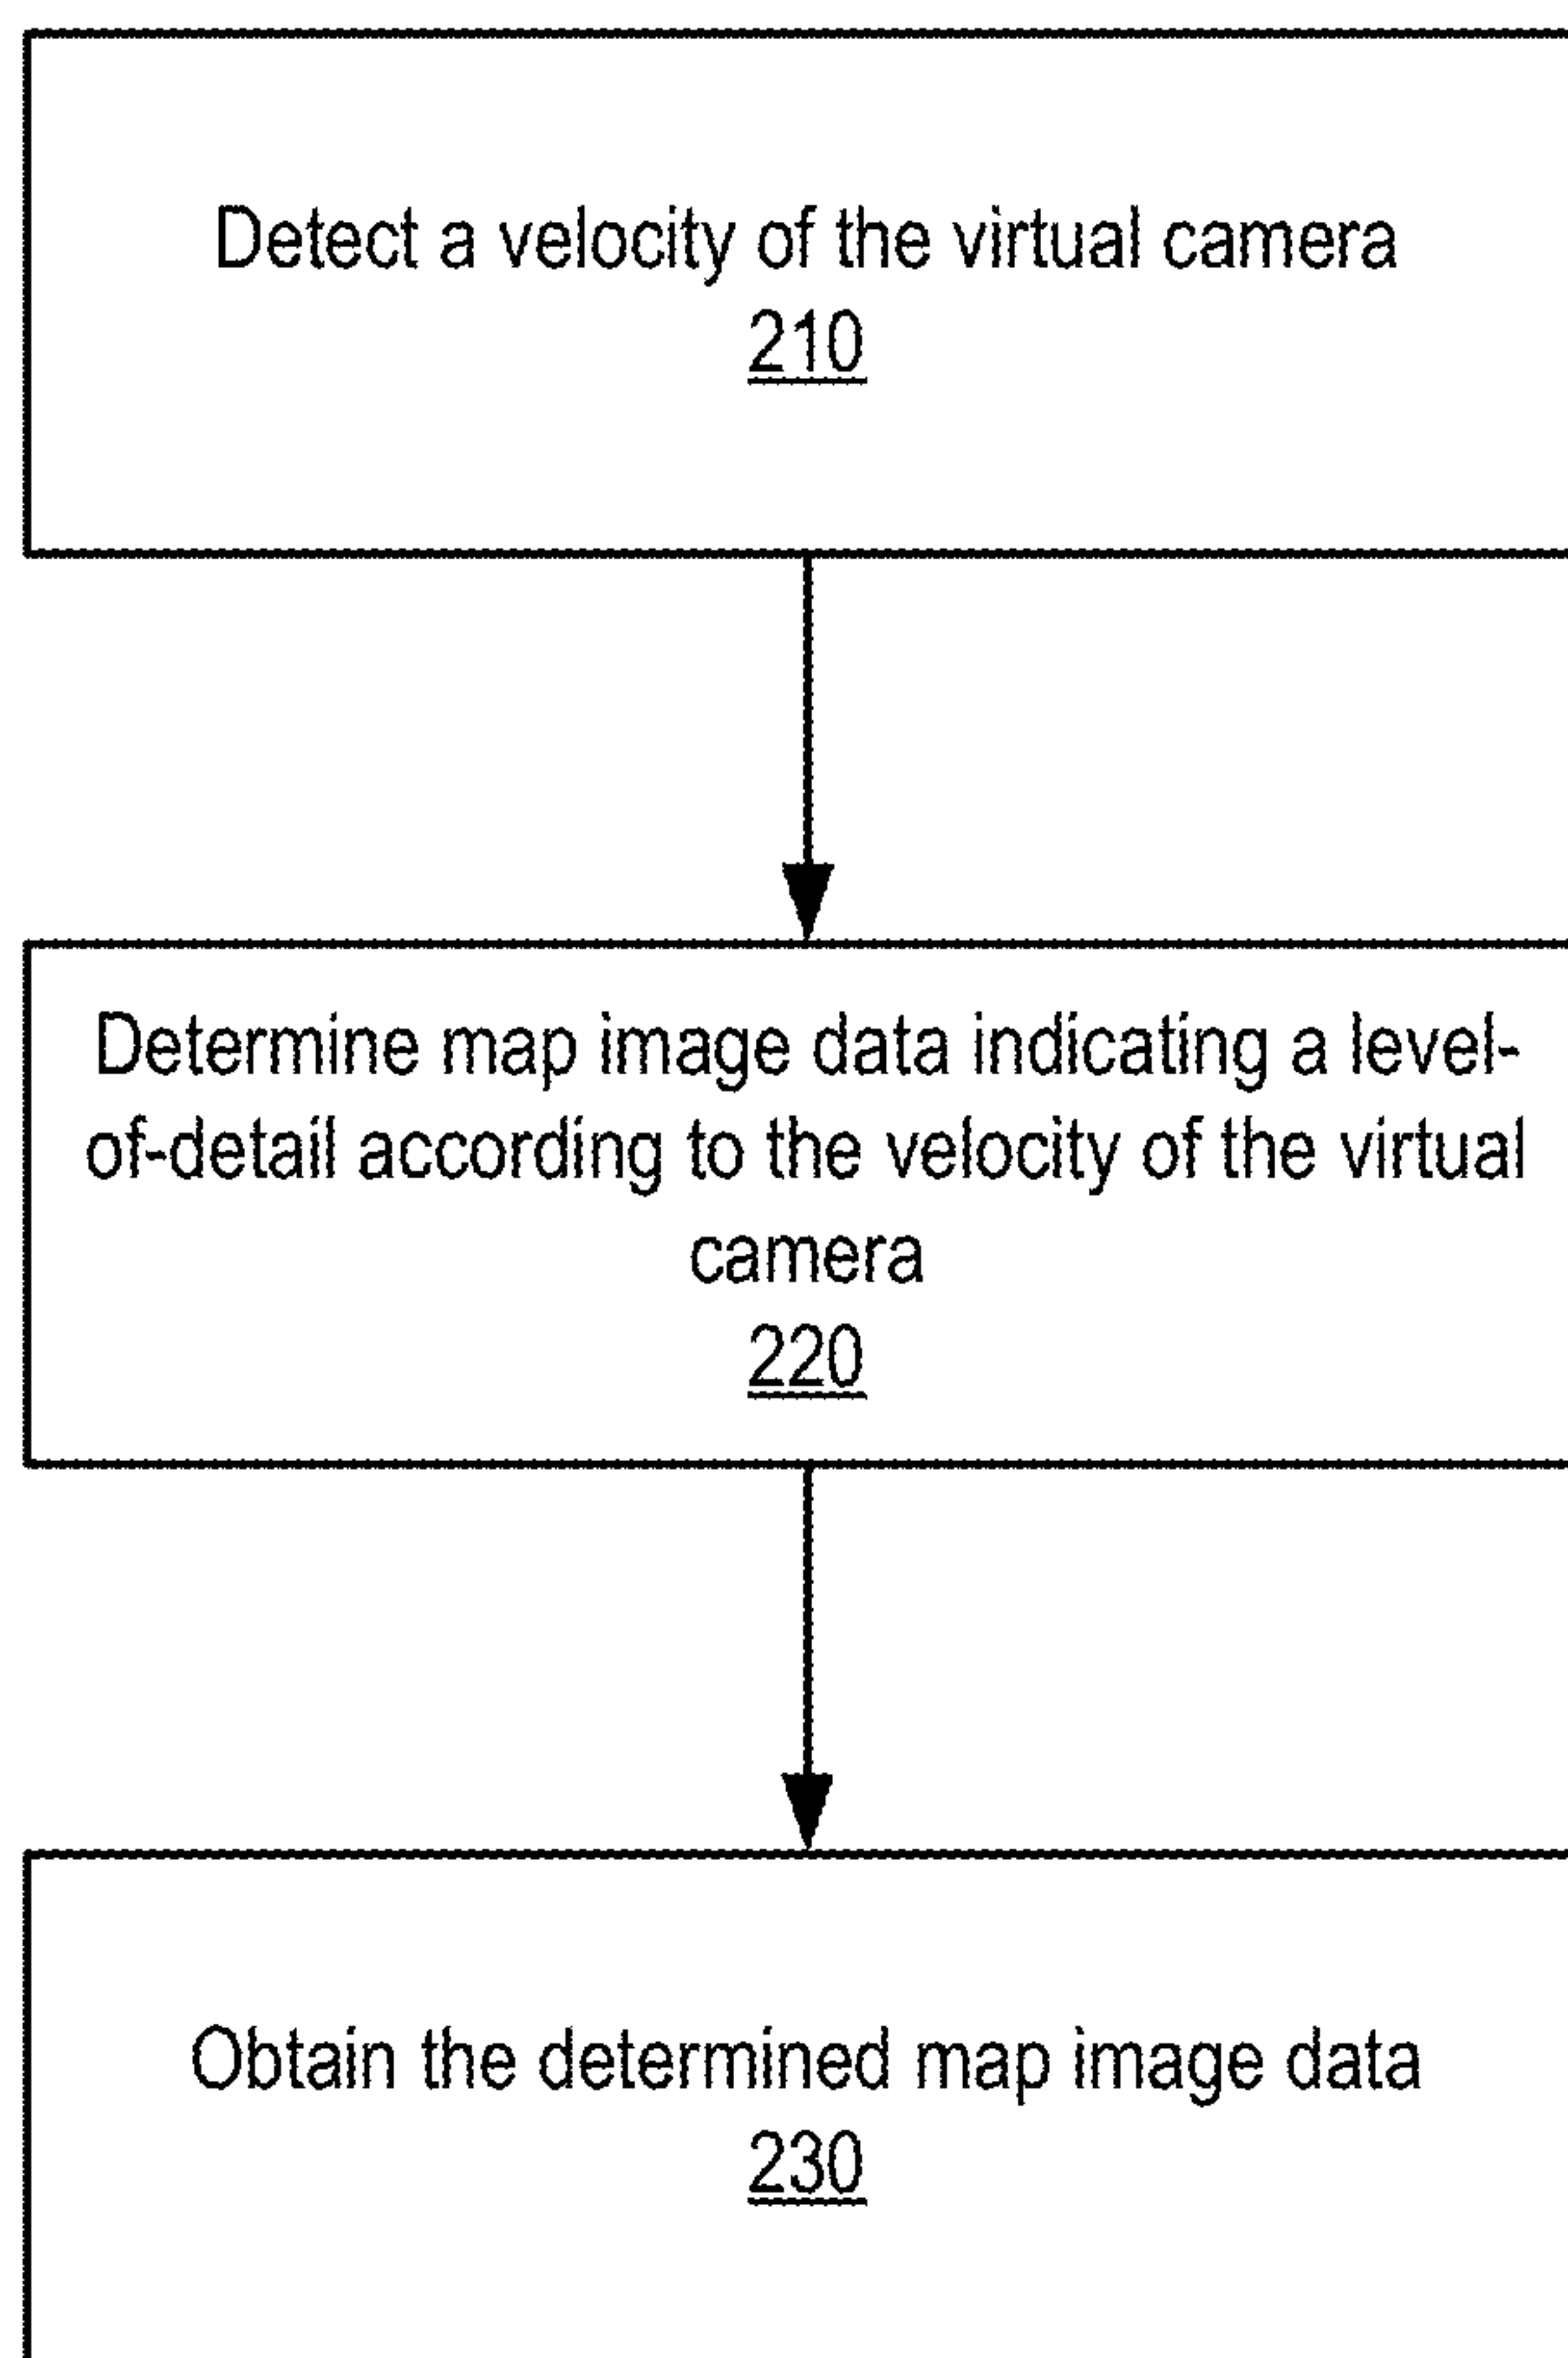 Detect a velocity of the virtual camera
210
Determine map image data indicating a level-
of-detail according to the velocity of the virtual
camera
220
Obtain the determined map image data
230